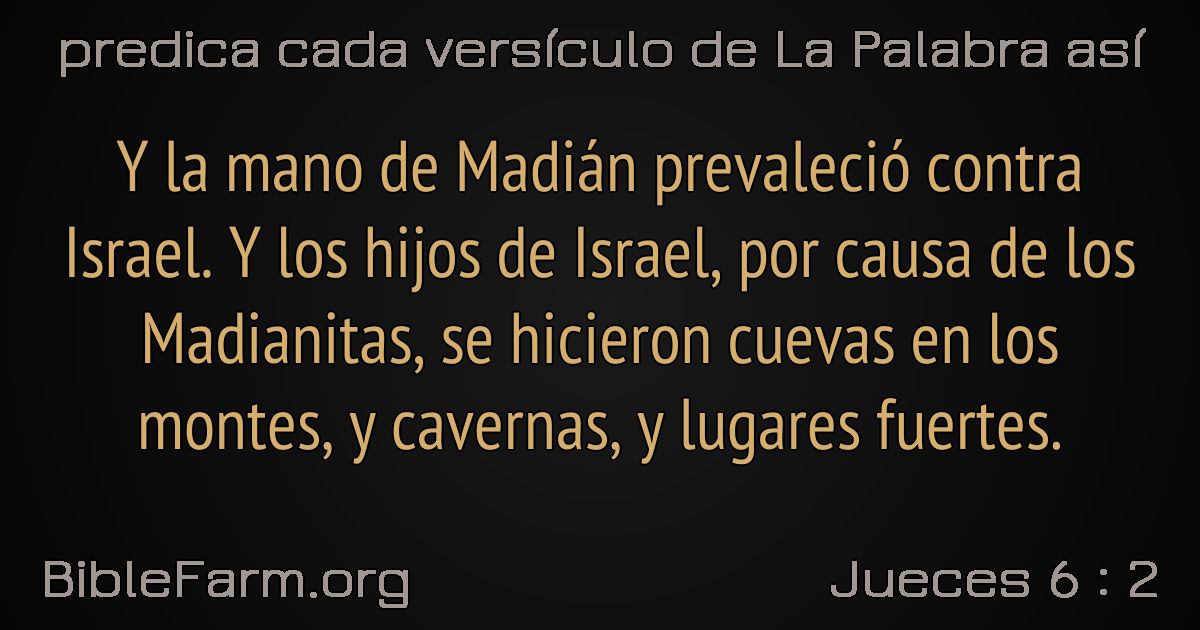 predica cada versículo de La Palabra así
Y la mano de Madián prevaleció contra
Israel. Y los hijos de Israel, por causa de los
Madianitas, se hicieron cuevas en los
montes, y cavernas, y lugares fuertes.
BibleFarm.org
Jueces 6 : 2